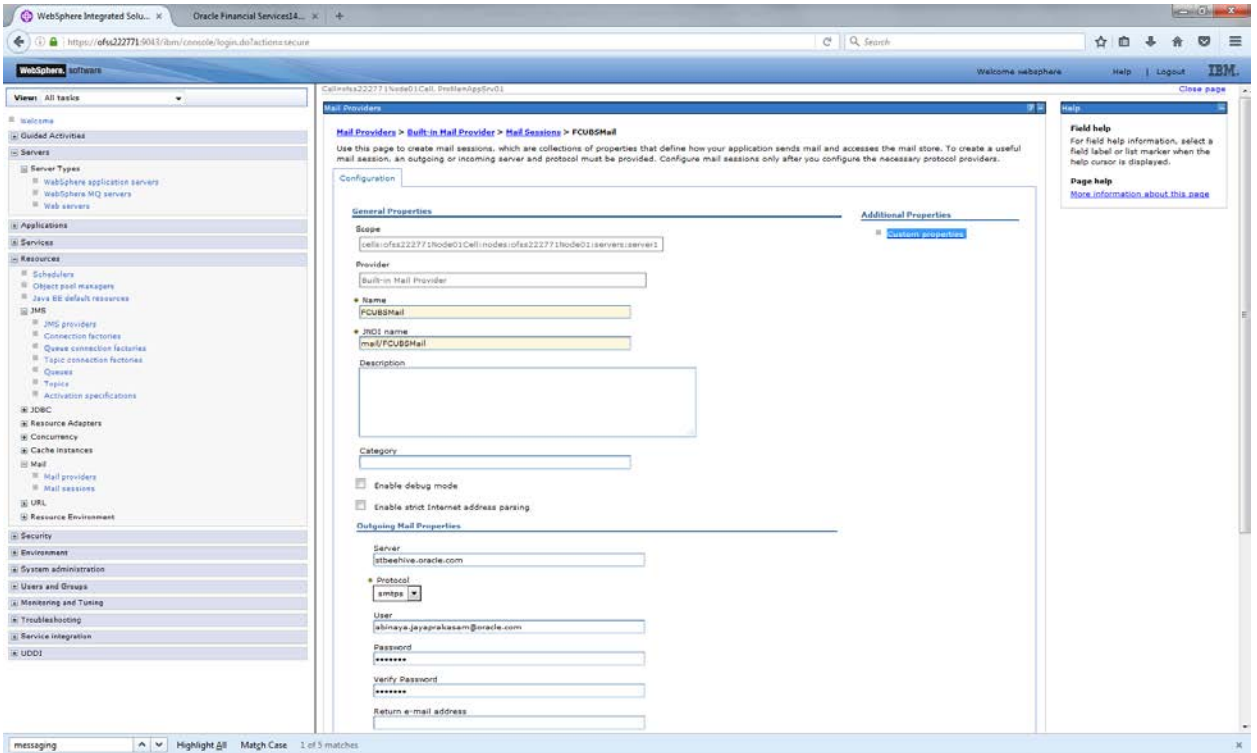 WebSphere Integrated Solu... ×
Oracle Financial Services14... ×
+
https://ofss222771:9043/ibm/console/login.do?action=secure
Search
WebSphere. software
Welcome websphere
Help | Logout
IBM.
View: All tasks
Welcome
Guided Activities
Servers
Server Types
WebSphere application servers
WebSphere MQ servers
Web servers
Applications
Services
Resources
Schedulers
Object pool managers
Java EE default resources
JMS
JMS providers
Connection factories
Queue connection factories
Topic connection factories
Queues
Topics
Activation specifications
JDBC
Resource Adapters
Concurrency
Cache instances
Mail
Mail providers
Mail sessions
URL
Resource Environment
Security
Environment
System administration
Users and Groups
Monitoring and Tuning
Troubleshooting
Service integration
UDDI
Cell=ofss222771Node01Cell, Profile=AppSrv01
Close page
Mail Providers
Mail Providers > Built-in Mail Provider > Mail Sessions > FCUBSMail
Use this page to create mail sessions, which are collections of properties that define how your application sends mail and accesses the mail store. To create a useful
mail session, an outgoing or incoming server and protocol must be provided. Configure mail sessions only after you configure the necessary protocol providers.
Configuration
General Properties
Scope
cells:ofss222771Node01Cell:nodes:ofss222771Node01:servers:server1
Provider
Built-in Mail Provider
Name
FCUBSMail
JNDI name
mail/FCUBSMail
Description
Category
Enable debug mode
Enable strict Internet address parsing
Outgoing Mail Properties
Server
stbeehive.oracle.com
Protocol
smtps
User
abinaya.jayaprakasam@oracle.com
Password
•••••••
Verify Password
•••••••
Return e-mail address
Additional Properties
Custom properties
Help
Field help
For field help information, select a
field label or list marker when the
help cursor is displayed.
Page help
More information about this page
messaging
Highlight All
Match Case
1 of 5 matches